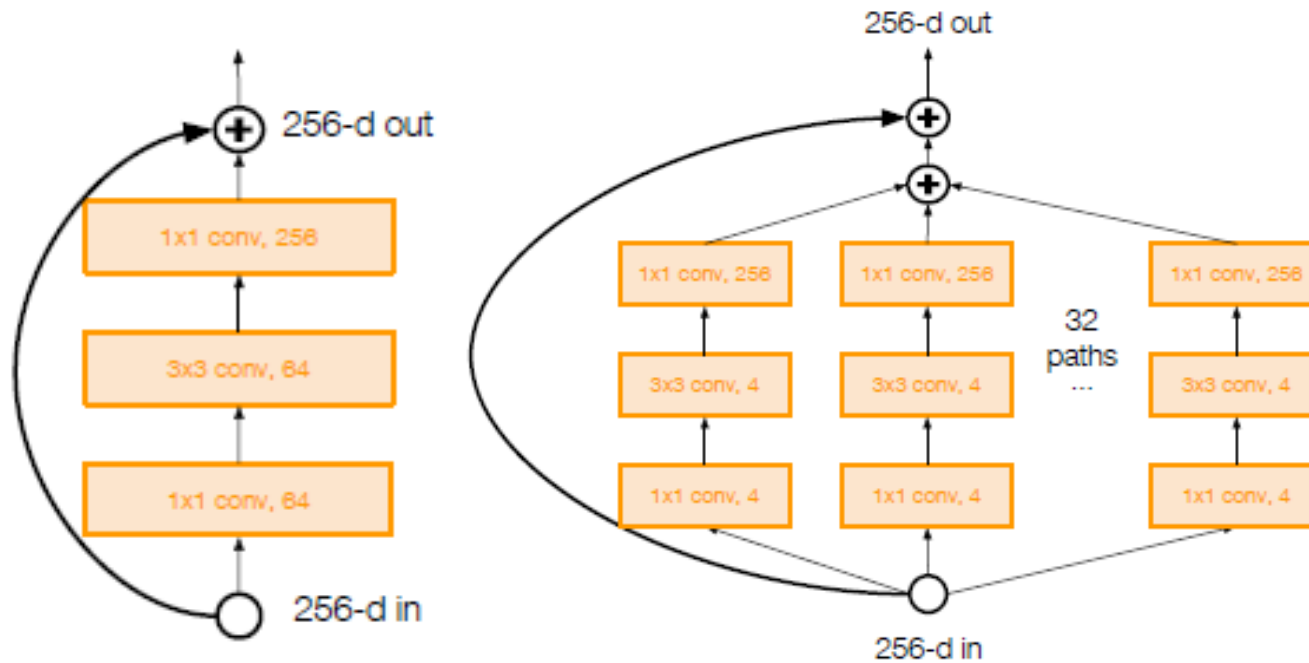 256-d out
1x1 conv, 256
3x3 conv, 64
1x1 conv, 64
256-d in
256-d out
1x1 conv, 256
1x1 conv, 256
1x1 conv, 256
32
paths
...
3x3 conv, 4
3x3 conv, 4
3x3 conv, 4
1x1 conv, 4
1x1 conv, 4
1x1 conv, 4
256-d in